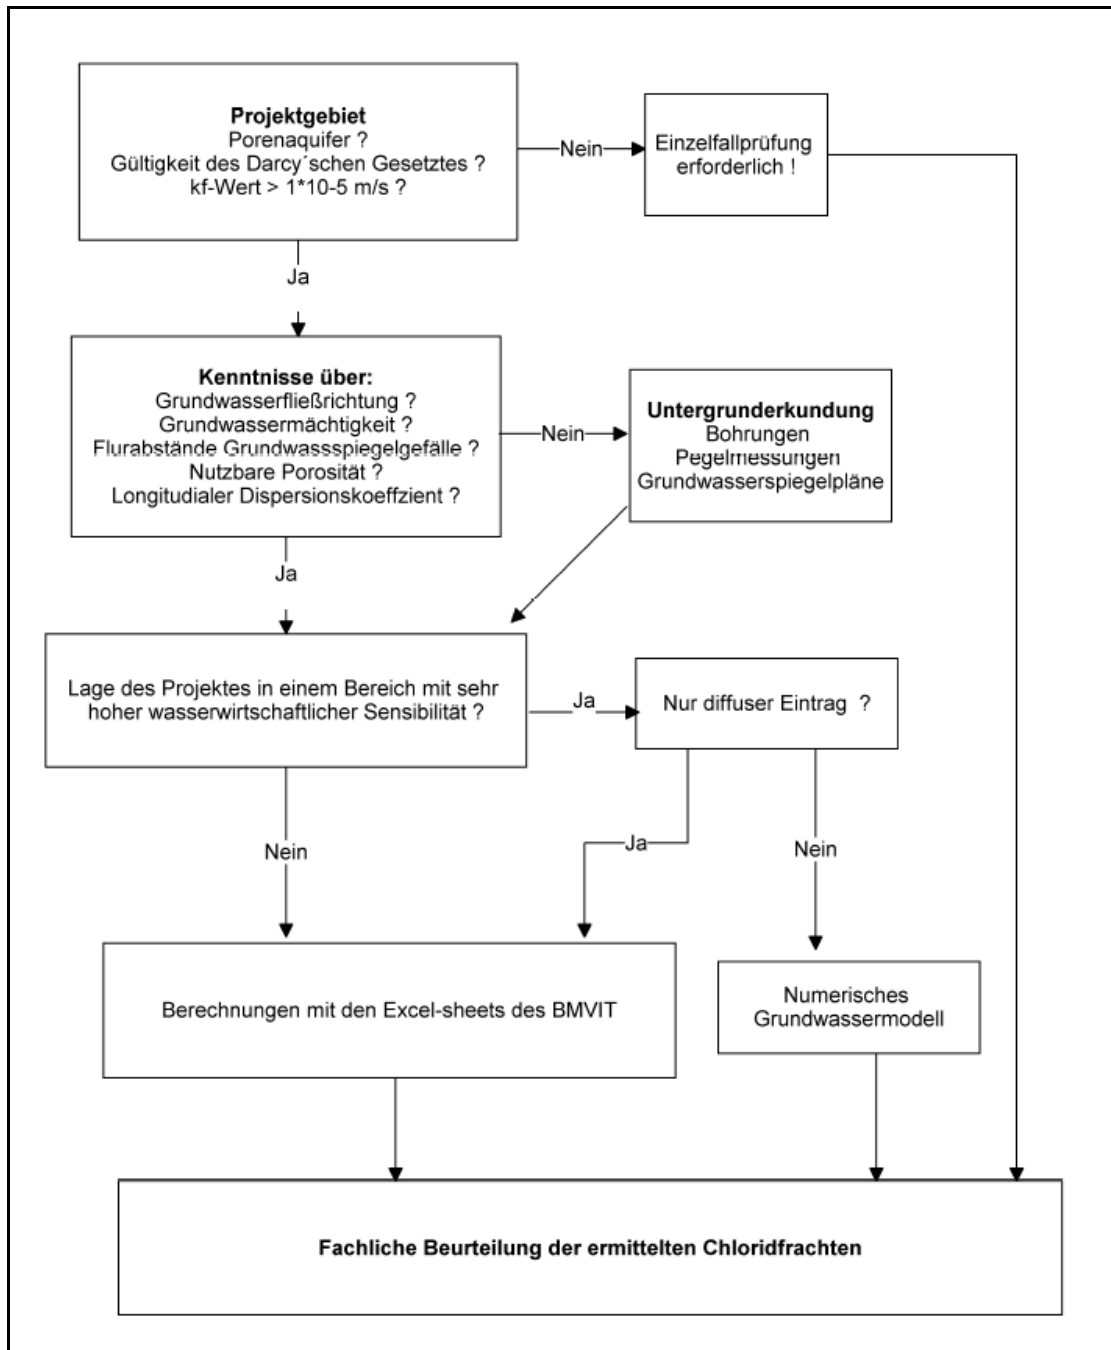 Projektgebiet
Porenaquifer ?
Gültigkeit des Darcy´schen Gesetztes ?
kf-Wert > 1*10-5 m/s ?
Nein
Einzelfallprüfung
erforderlich !
Ja
Kenntnisse über:
Grundwasserfließrichtung ?
Grundwassermächtigkeit ?
Flurabstände Grundwassspiegelgefälle ?
Nutzbare Porosität ?
Longitudialer Dispersionskoeffzient ?
Nein
Untergrunderkundung
Bohrungen
Pegelmessungen
Grundwasserspiegelpläne
Ja
Lage des Projektes in einem Bereich mit sehr
hoher wasserwirtschaftlicher Sensibilität ?
Ja
Nur diffuser Eintrag ?
Nein
Ja
Nein
Berechnungen mit den Excel-sheets des BMVIT
Numerisches
Grundwassermodell
Fachliche Beurteilung der ermittelten Chloridfrachten